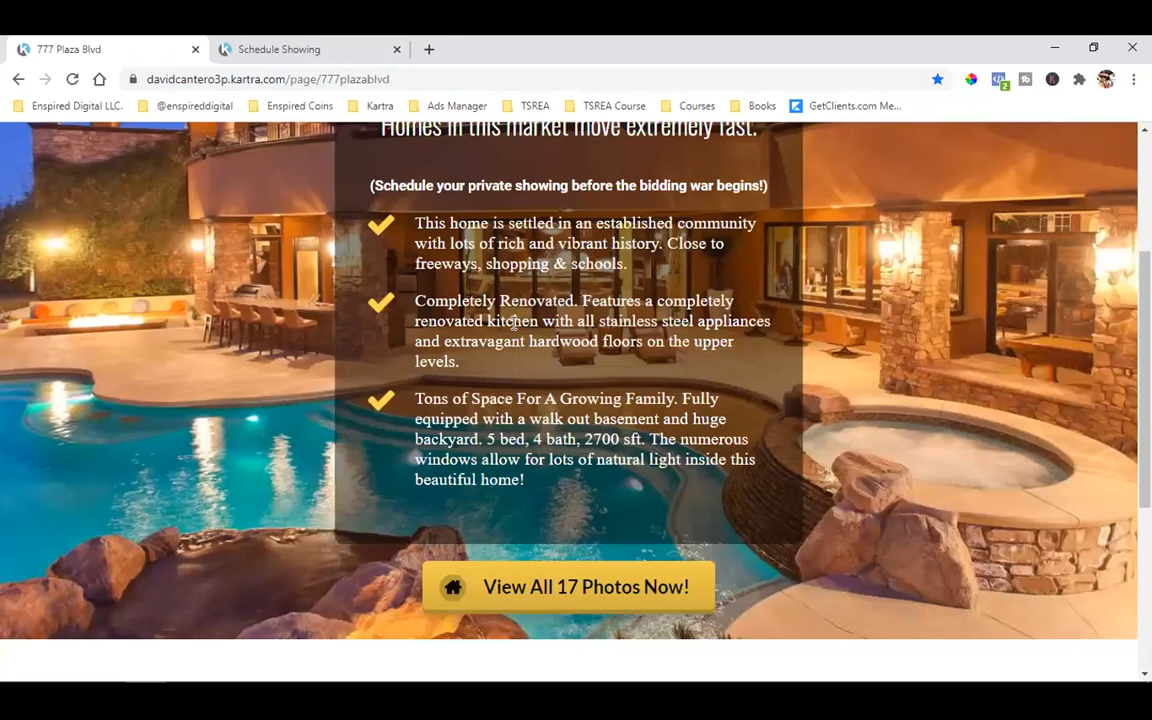 777 Plaza Blvd
Schedule Showing
davidcantero3p.kartra.com/page/777plazablvd
Enspired Digital LLC.
@enspireddigital
Enspired Coins
Kartra
Ads Manager
TSREA
TSREA Course
Courses
Books
GetClients.com Me...
2
Homes in this market move extremely fast.
(Schedule your private showing before the bidding war begins!)
This home is settled in an established community
with lots of rich and vibrant history. Close to
freeways, shopping & schools.
Completely Renovated. Features a completely
renovated kitchen with all stainless steel appliances
and extravagant hardwood floors on the upper
levels.
Tons of Space For A Growing Family. Fully
equipped with a walk out basement and huge
backyard. 5 bed, 4 bath, 2700 sft. The numerous
windows allow for lots of natural light inside this
beautiful home!
View All 17 Photos Now!